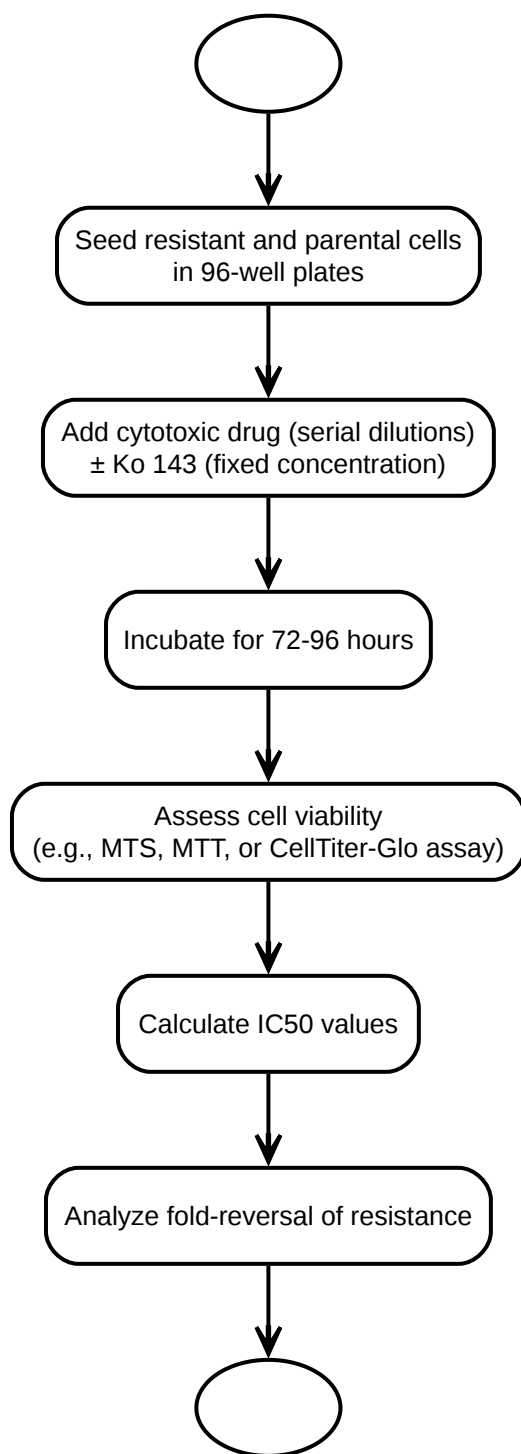 Seed resistant and parental cells
in 96-well plates
Add cytotoxic drug (serial dilutions)
± Ko 143 (fixed concentration)
Incubate for 72-96 hours
Assess cell viability
(e.g., MTS, MTT, or CellTiter-Glo assay)
Calculate IC50 values
Analyze fold-reversal of resistance